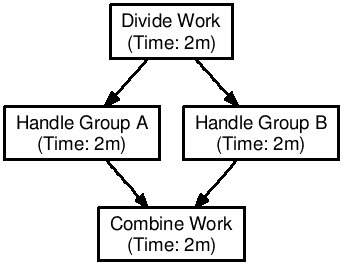 Divide Work
(Time: 2m)
Handle Group A
(Time: 2m)
Handle Group B
(Time: 2m)
Combine Work
(Time: 2m)